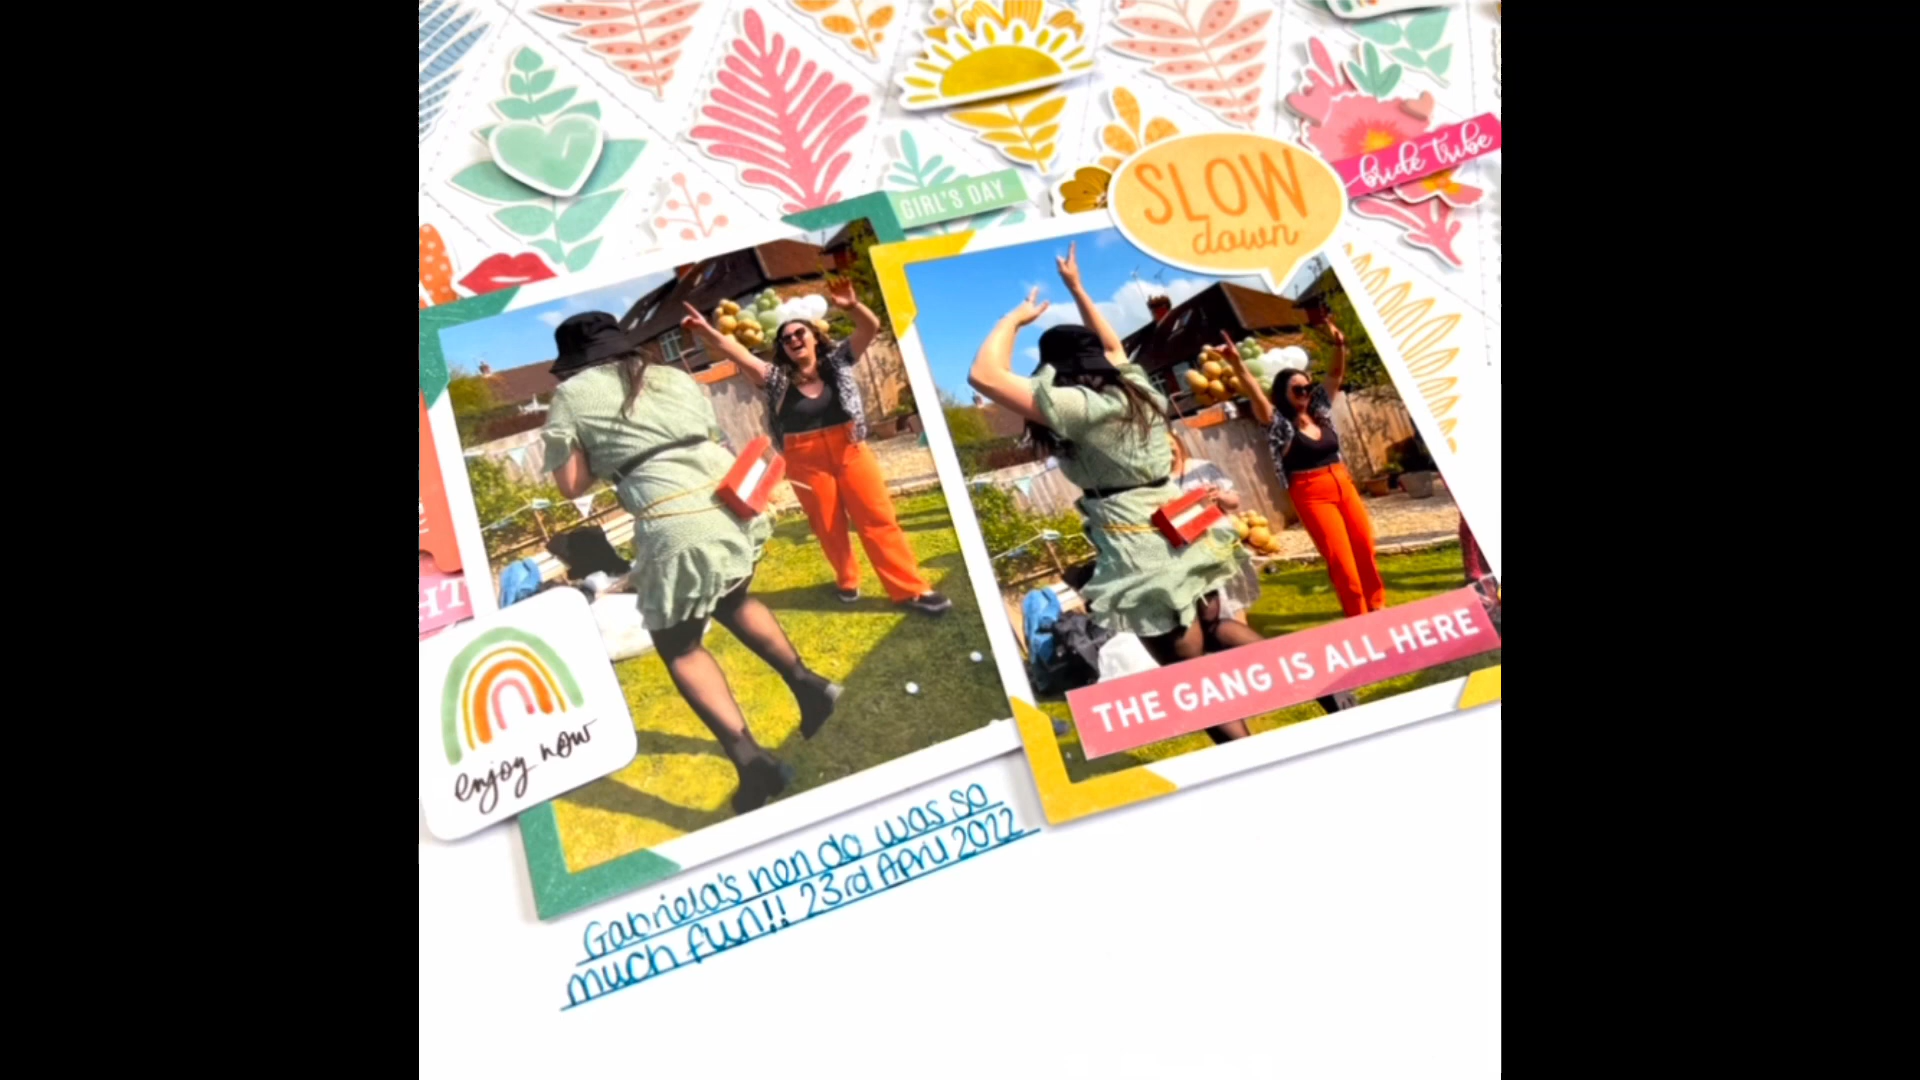 GIRL'S DAY
SLOW
down
bride tribe
HT
THE GANG IS ALL HERE
enjoy now
Gabriela's hen do was so
much fun!! 23rd April 2022